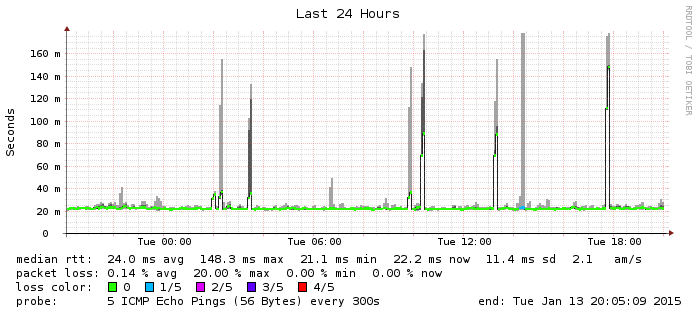 Last 24 Hours
RRDTOOL / TOBI OETIKER
Seconds
160 m
140 m
120 m
100 m
80 m
60 m
40 m
20 m
0
Tue 00:00 Tue 06:00 Tue 12:00 Tue 18:00
median rtt: 24.0 ms avg 148.3 ms max 21.1 ms min 22.2 ms now 11.4 ms sd 2.1 am/s
packet loss: 0.14 % avg 20.00 % max 0.00 % min 0.00 % now
loss color: 0 1/5 2/5 3/5 4/5
probe: 5 ICMP Echo Pings (56 Bytes) every 300s end: Tue Jan 13 20:05:09 2015